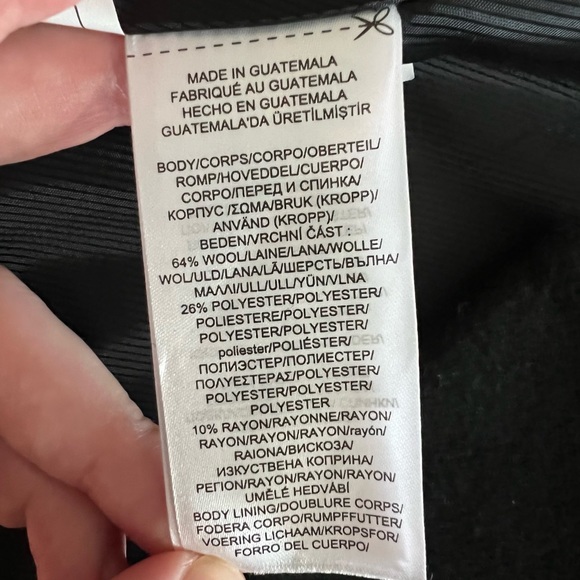 MADE IN GUATEMALA
FABRIQUÉ AU GUATEMALA
HECHO EN GUATEMALA
GUATEMALA'DA ÜRETİLMİŞTİR
BODY/CORPS/CORPO/OBERTEIL/
ROMP/HOVEDDEL/CUERPO/
CORPO/ПЕРЕД И СПИНКА/
КОРПУС /ΣΩΜΑ/BRUK (KROPP)/
ANVÄND (KROPP)/
BEDEN/VRCHNÍ ČÁST :
64% WOOL/LAINE/LANA/WOLLE/
WOL/ULD/LANA/LÃ/ШЕРСТЬ/ВЪЛНА/
ΜΑΛΛΙ/ULL/ULL/YÜN/VLNA
26% POLYESTER/POLYESTER/
POLIESTERE/POLYESTER/
POLYESTER/POLYESTER/
poliester/POLIÉSTER/
ПОЛИЭСТЕР/ПОЛИЕСТЕР/
ΠΟΛΥΕΣΤΕΡΑΣ/POLYESTER/
POLYESTER/POLYESTER/
POLYESTER
10% RAYON/RAYONNE/RAYON/
RAYON/RAYON/RAYON/rayón/
RAIONA/ВИСКОЗА/
ИЗКУСТВЕНА КОПРИНА/
ΡΕΓΙΟΝ/RAYON/RAYON/RAYON/
UMĚLÉ HEDVÁBÍ
BODY LINING/DOUBLURE CORPS/
FODERA CORPO/RUMPFFUTTER/
VOERING LICHAAM/KROPSFOR/
FORRO DEL CUERPO/